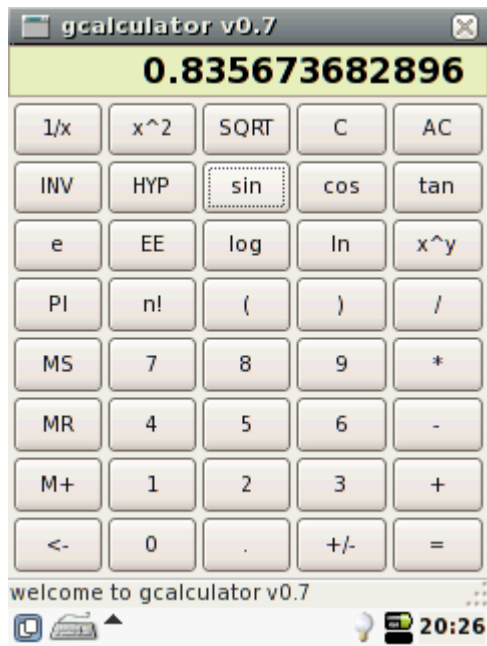 gcalculator v0.7
0.835673682896
1/x x^2 SQRT C AC
INV HYP sin cos tan
e EE log ln x^y
PI n! ( ) /
MS 7 8 9 *
MR 4 5 6 -
M+ 1 2 3 +
<- 0 . +/- =
welcome to gcalculator v0.7
20:26